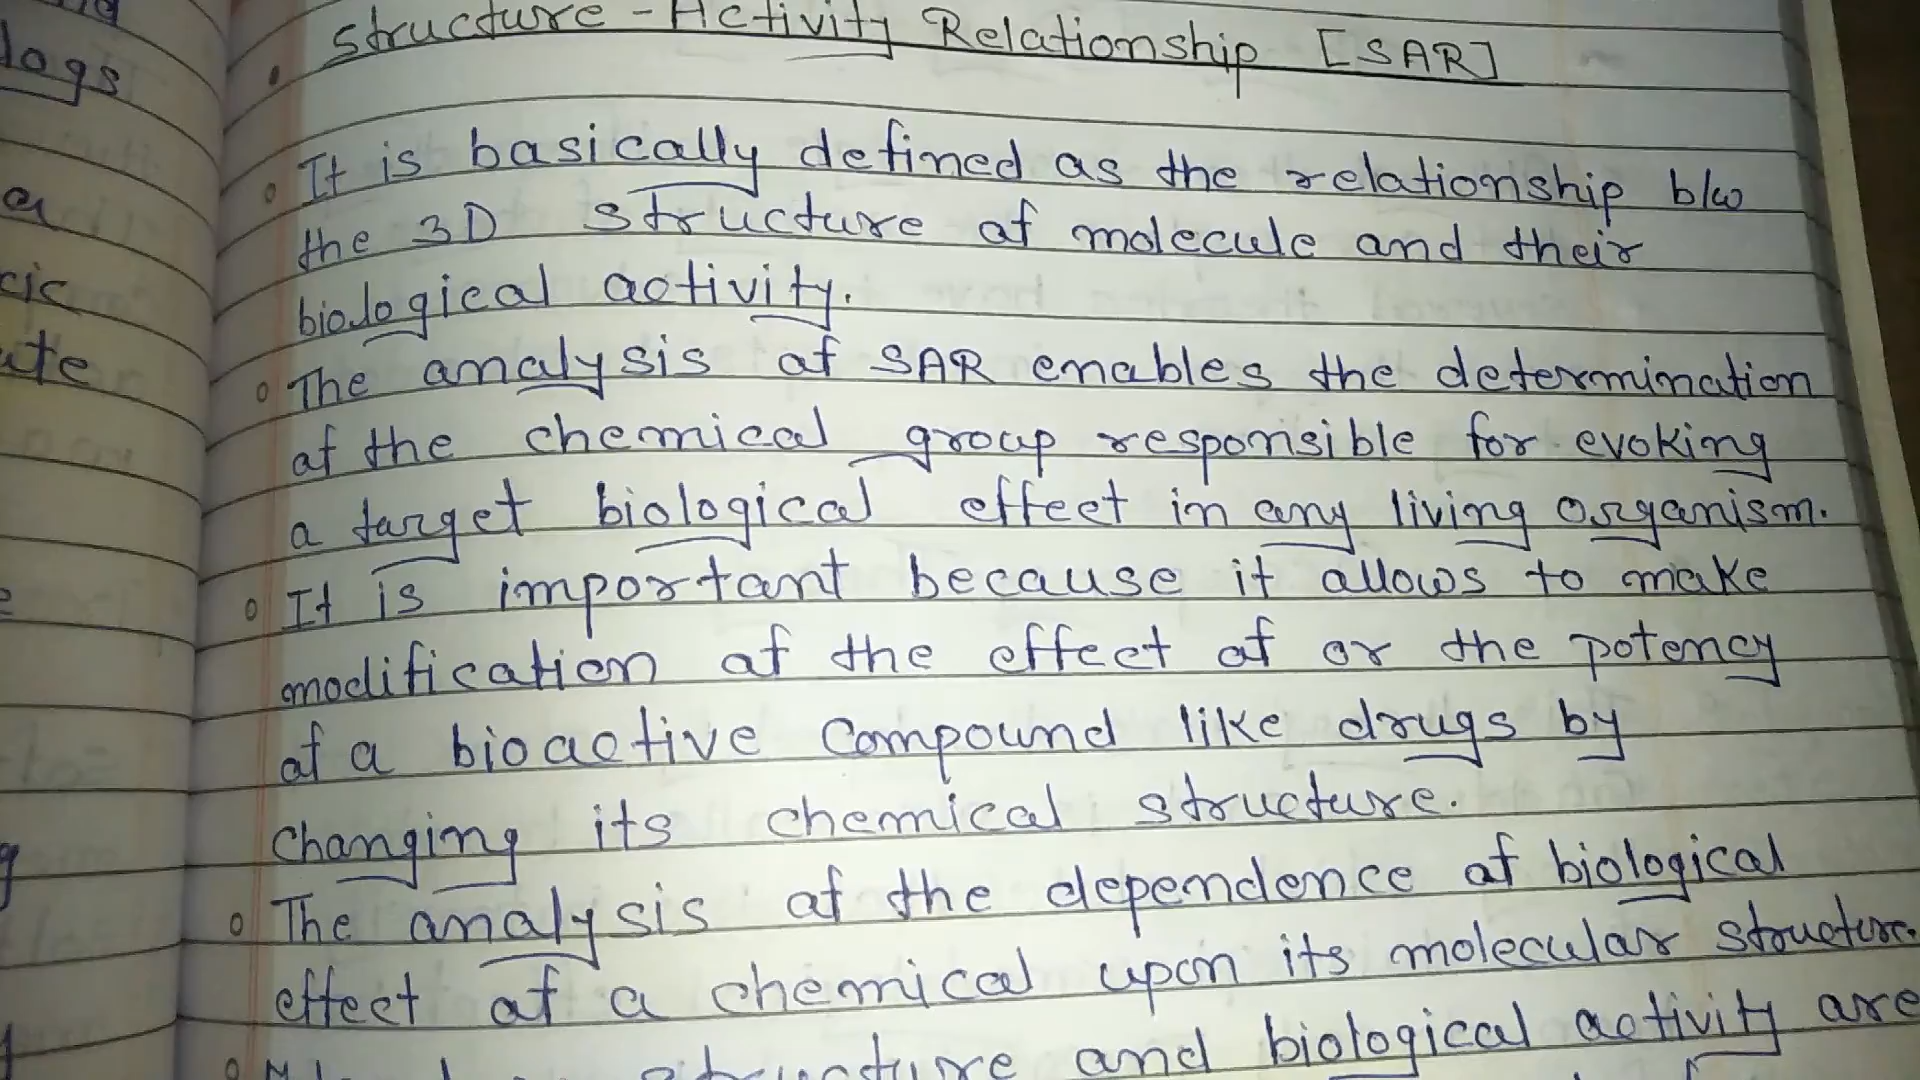 Structure-Activity Relationship [SAR]
It is basically defined as the relationship b/w
the 3D structure of molecule and their
biological activity.
The analysis of SAR enables the determination
of the chemical group responsible for evoking
a target biological effect in any living organism.
It is important because it allows to make
modification of the effect of or the potency
of a bioactive compound like drugs by
changing its chemical structure.
The analysis of the dependence of biological
effect of a chemical upon its molecular structure.
structure and biological activity are
logs